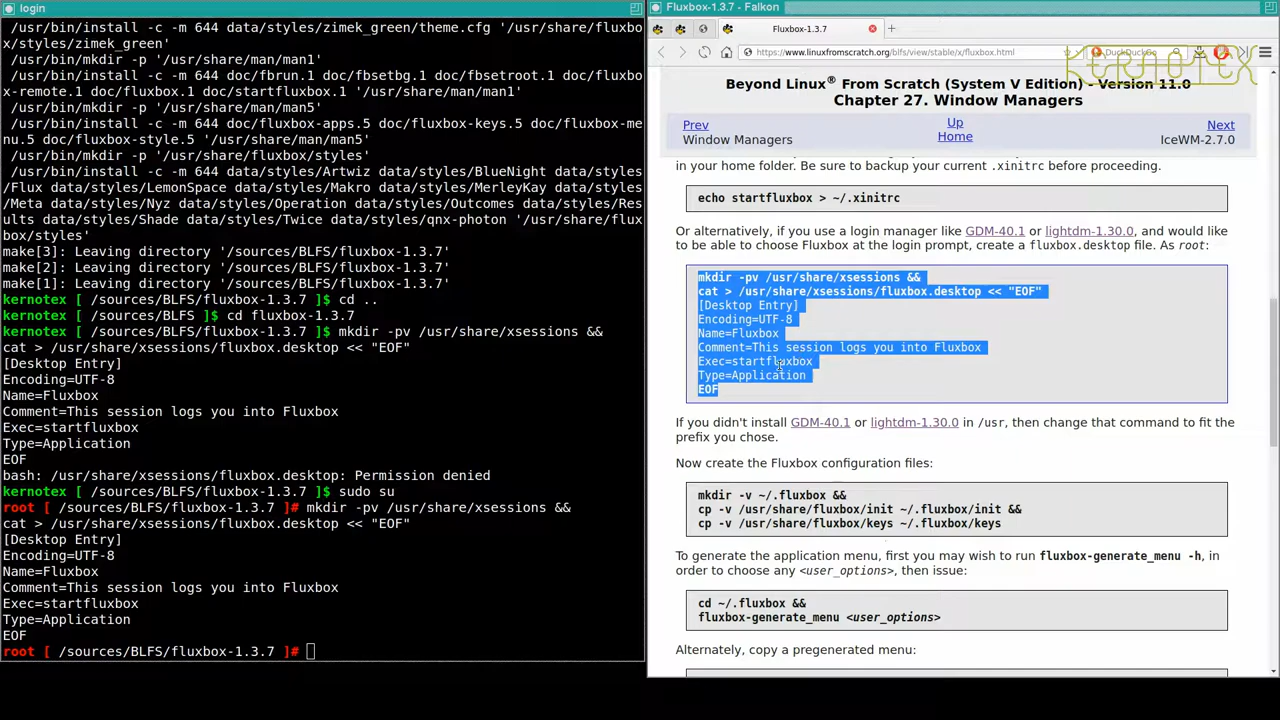 login
/usr/bin/install -c -m 644 data/styles/zimek_green/theme.cfg '/usr/share/fluxbo
x/styles/zimek_green'
/usr/bin/mkdir -p '/usr/share/man/man1'
/usr/bin/install -c -m 644 doc/fbrun.1 doc/fbsetbg.1 doc/fbsetroot.1 doc/fluxbo
x-remote.1 doc/fluxbox.1 doc/startfluxbox.1 '/usr/share/man/man1'
/usr/bin/mkdir -p '/usr/share/man/man5'
/usr/bin/install -c -m 644 doc/fluxbox-apps.5 doc/fluxbox-keys.5 doc/fluxbox-me
nu.5 doc/fluxbox-style.5 '/usr/share/man/man5'
/usr/bin/mkdir -p '/usr/share/fluxbox/styles'
/usr/bin/install -c -m 644 data/styles/Artwiz data/styles/BlueNight data/styles
/Flux data/styles/LemonSpace data/styles/Makro data/styles/MerleyKay data/styles
/Meta data/styles/Nyz data/styles/Operation data/styles/Outcomes data/styles/Res
ults data/styles/Shade data/styles/Twice data/styles/qnx-photon '/usr/share/flux
box/styles'
make[3]: Leaving directory '/sources/BLFS/fluxbox-1.3.7'
make[2]: Leaving directory '/sources/BLFS/fluxbox-1.3.7'
make[1]: Leaving directory '/sources/BLFS/fluxbox-1.3.7'
kernotex [ /sources/BLFS/fluxbox-1.3.7 ]$ cd ..
kernotex [ /sources/BLFS ]$ cd fluxbox-1.3.7
kernotex [ /sources/BLFS/fluxbox-1.3.7 ]$ mkdir -pv /usr/share/xsessions &&
cat > /usr/share/xsessions/fluxbox.desktop << "EOF"
[Desktop Entry]
Encoding=UTF-8
Name=Fluxbox
Comment=This session logs you into Fluxbox
Exec=startfluxbox
Type=Application
EOF
bash: /usr/share/xsessions/fluxbox.desktop: Permission denied
kernotex [ /sources/BLFS/fluxbox-1.3.7 ]$ sudo su
root [ /sources/BLFS/fluxbox-1.3.7 ]# mkdir -pv /usr/share/xsessions &&
cat > /usr/share/xsessions/fluxbox.desktop << "EOF"
[Desktop Entry]
Encoding=UTF-8
Name=Fluxbox
Comment=This session logs you into Fluxbox
Exec=startfluxbox
Type=Application
EOF
root [ /sources/BLFS/fluxbox-1.3.7 ]#
Fluxbox-1.3.7 - Falkon
Fluxbox-1.3.7
https://www.linuxfromscratch.org/blfs/view/stable/x/fluxbox.html
DuckDuckGo
KERNOTEX
Beyond Linux® From Scratch (System V Edition) - Version 11.0
Chapter 27. Window Managers
Prev
Up
Next
Window Managers
Home
IceWM-2.7.0
in your home folder. Be sure to backup your current .xinitrc before proceeding.
echo startfluxbox > ~/.xinitrc
Or alternatively, if you use a login manager like GDM-40.1 or lightdm-1.30.0, and would like
to be able to choose Fluxbox at the login prompt, create a fluxbox.desktop file. As root:
mkdir -pv /usr/share/xsessions &&
cat > /usr/share/xsessions/fluxbox.desktop << "EOF"
[Desktop Entry]
Encoding=UTF-8
Name=Fluxbox
Comment=This session logs you into Fluxbox
Exec=startfluxbox
Type=Application
EOF
If you didn't install GDM-40.1 or lightdm-1.30.0 in /usr, then change that command to fit the
prefix you chose.
Now create the Fluxbox configuration files:
mkdir -v ~/.fluxbox &&
cp -v /usr/share/fluxbox/init ~/.fluxbox/init &&
cp -v /usr/share/fluxbox/keys ~/.fluxbox/keys
To generate the application menu, first you may wish to run fluxbox-generate_menu -h, in
order to choose any <user_options>, then issue:
cd ~/.fluxbox &&
fluxbox-generate_menu <user_options>
Alternately, copy a pregenerated menu: